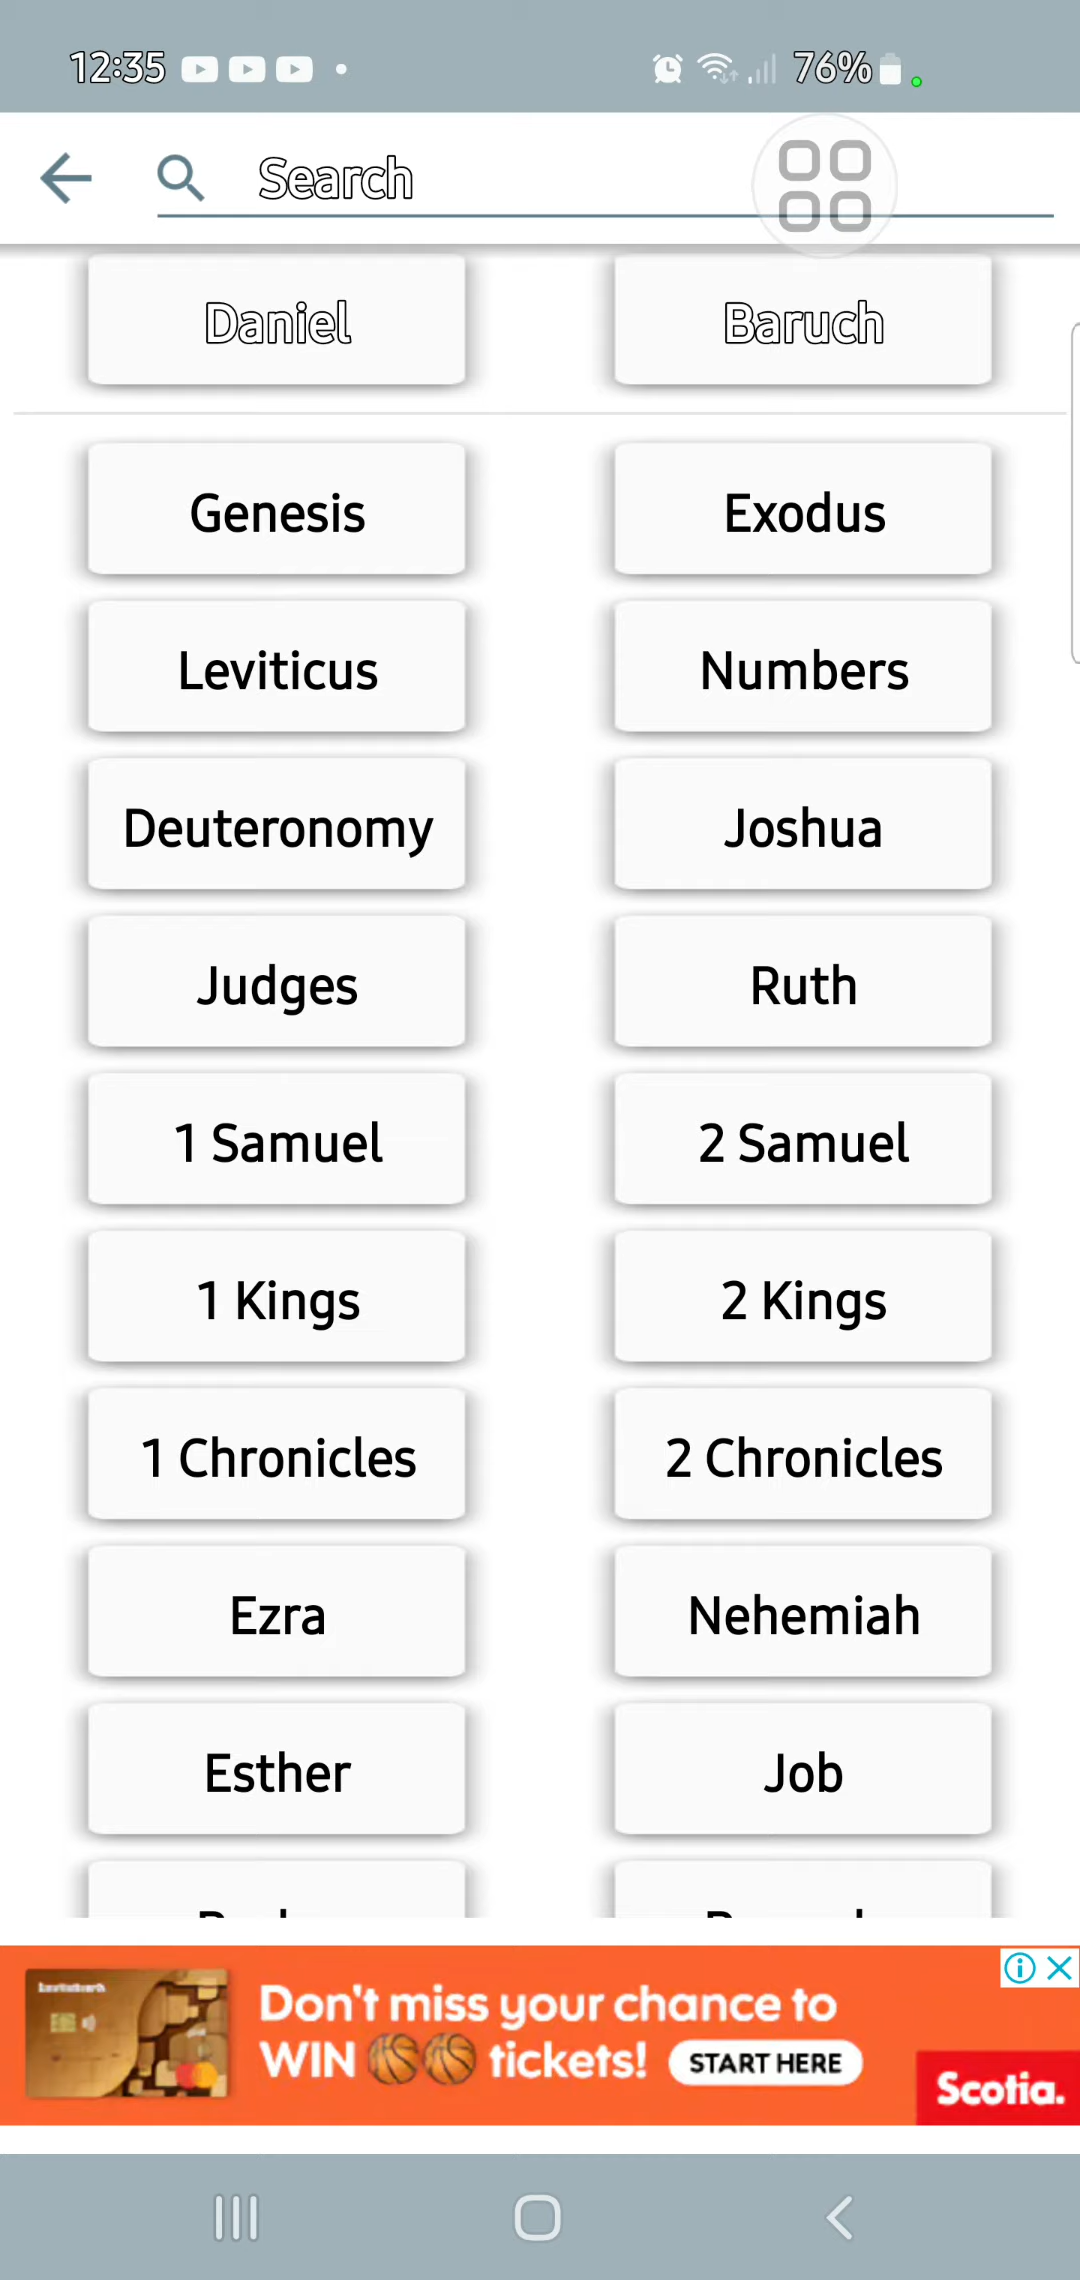 12:35 76%
Search
Daniel Baruch
Genesis Exodus
Leviticus Numbers
Deuteronomy Joshua
Judges Ruth
1 Samuel 2 Samuel
1 Kings 2 Kings
1 Chronicles 2 Chronicles
Ezra Nehemiah
Esther Job
Don't miss your chance to
WIN 🏀🏀 tickets! START HERE
Scotia.